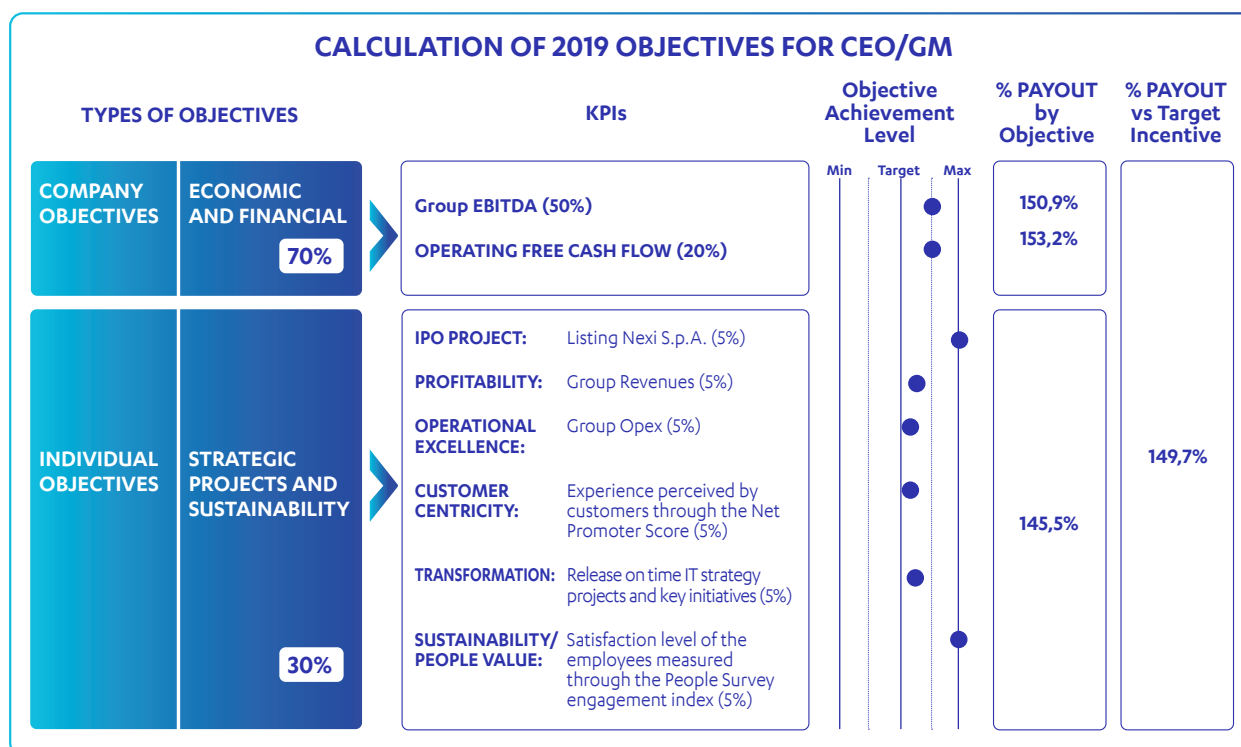 CALCULATION OF 2019 OBJECTIVES FOR CEO/GM
TYPES OF OBJECTIVES
KPIs
Objective
Achievement
Level
% PAYOUT
by
Objective
% PAYOUT
vs Target
Incentive
COMPANY
OBJECTIVES
ECONOMIC
AND FINANCIAL
70%
Group EBITDA (50%)
OPERATING FREE CASH FLOW (20%)
Min
Target
Max
150,9%
153,2%
INDIVIDUAL
OBJECTIVES
STRATEGIC
PROJECTS AND
SUSTAINABILITY
30%
IPO PROJECT: Listing Nexi S.p.A. (5%)
PROFITABILITY: Group Revenues (5%)
OPERATIONAL Group Opex (5%)
EXCELLENCE:
CUSTOMER Experience perceived by
CENTRICITY: customers through the Net
Promoter Score (5%)
TRANSFORMATION: Release on time IT strategy
projects and key initiatives (5%)
SUSTAINABILITY/ Satisfaction level of the
PEOPLE VALUE: employees measured
through the People Survey
engagement index (5%)
145,5%
149,7%